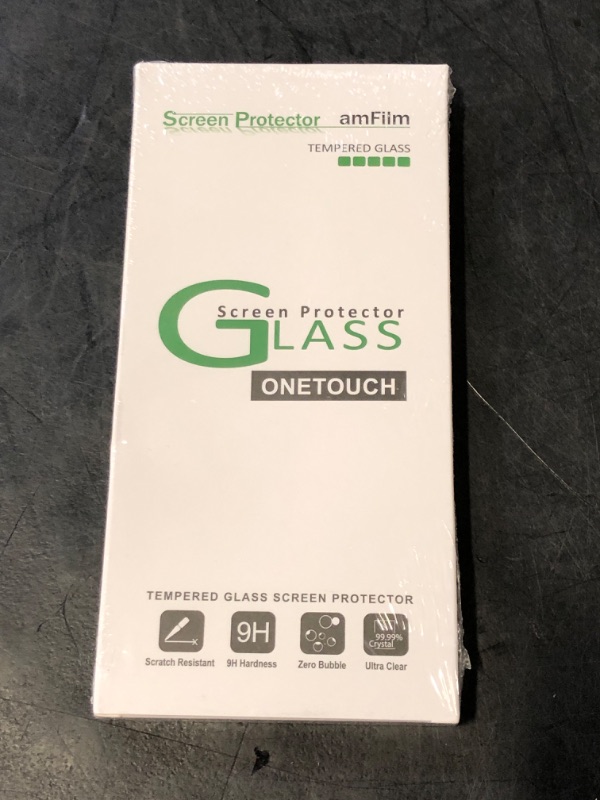 Screen Protector amFilm
TEMPERED GLASS
Screen Protector
GLASS
ONETOUCH
TEMPERED GLASS SCREEN PROTECTOR
9H
99.99%
Crystal
Scratch Resistant 9H Hardness Zero Bubble Ultra Clear